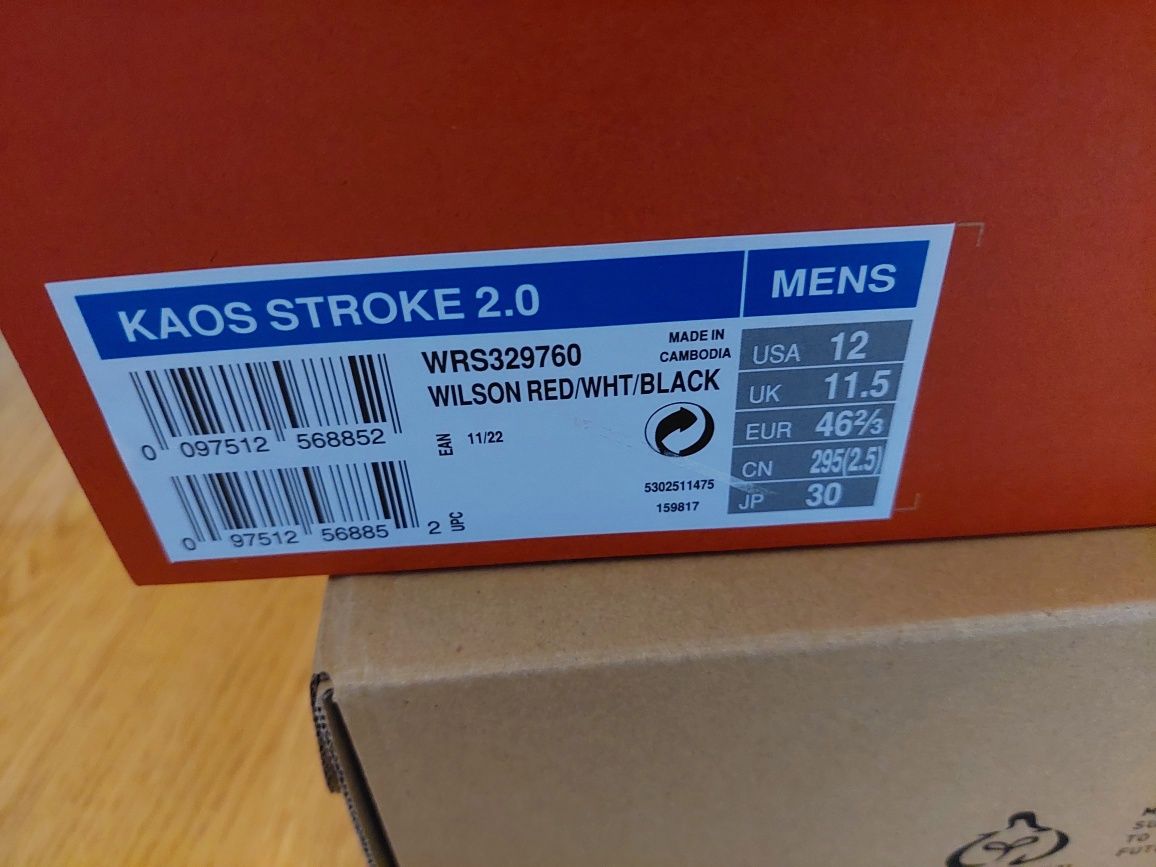 KAOS STROKE 2.0
MENS
WRS329760
MADE IN
CAMBODIA
WILSON RED/WHT/BLACK
EAN 11/22
0 097512 568852
5302511475
159817
0 97512 56885 2 UPC
USA 12
UK 11.5
EUR 46⅔
CN 295(2.5)
JP 30
TO